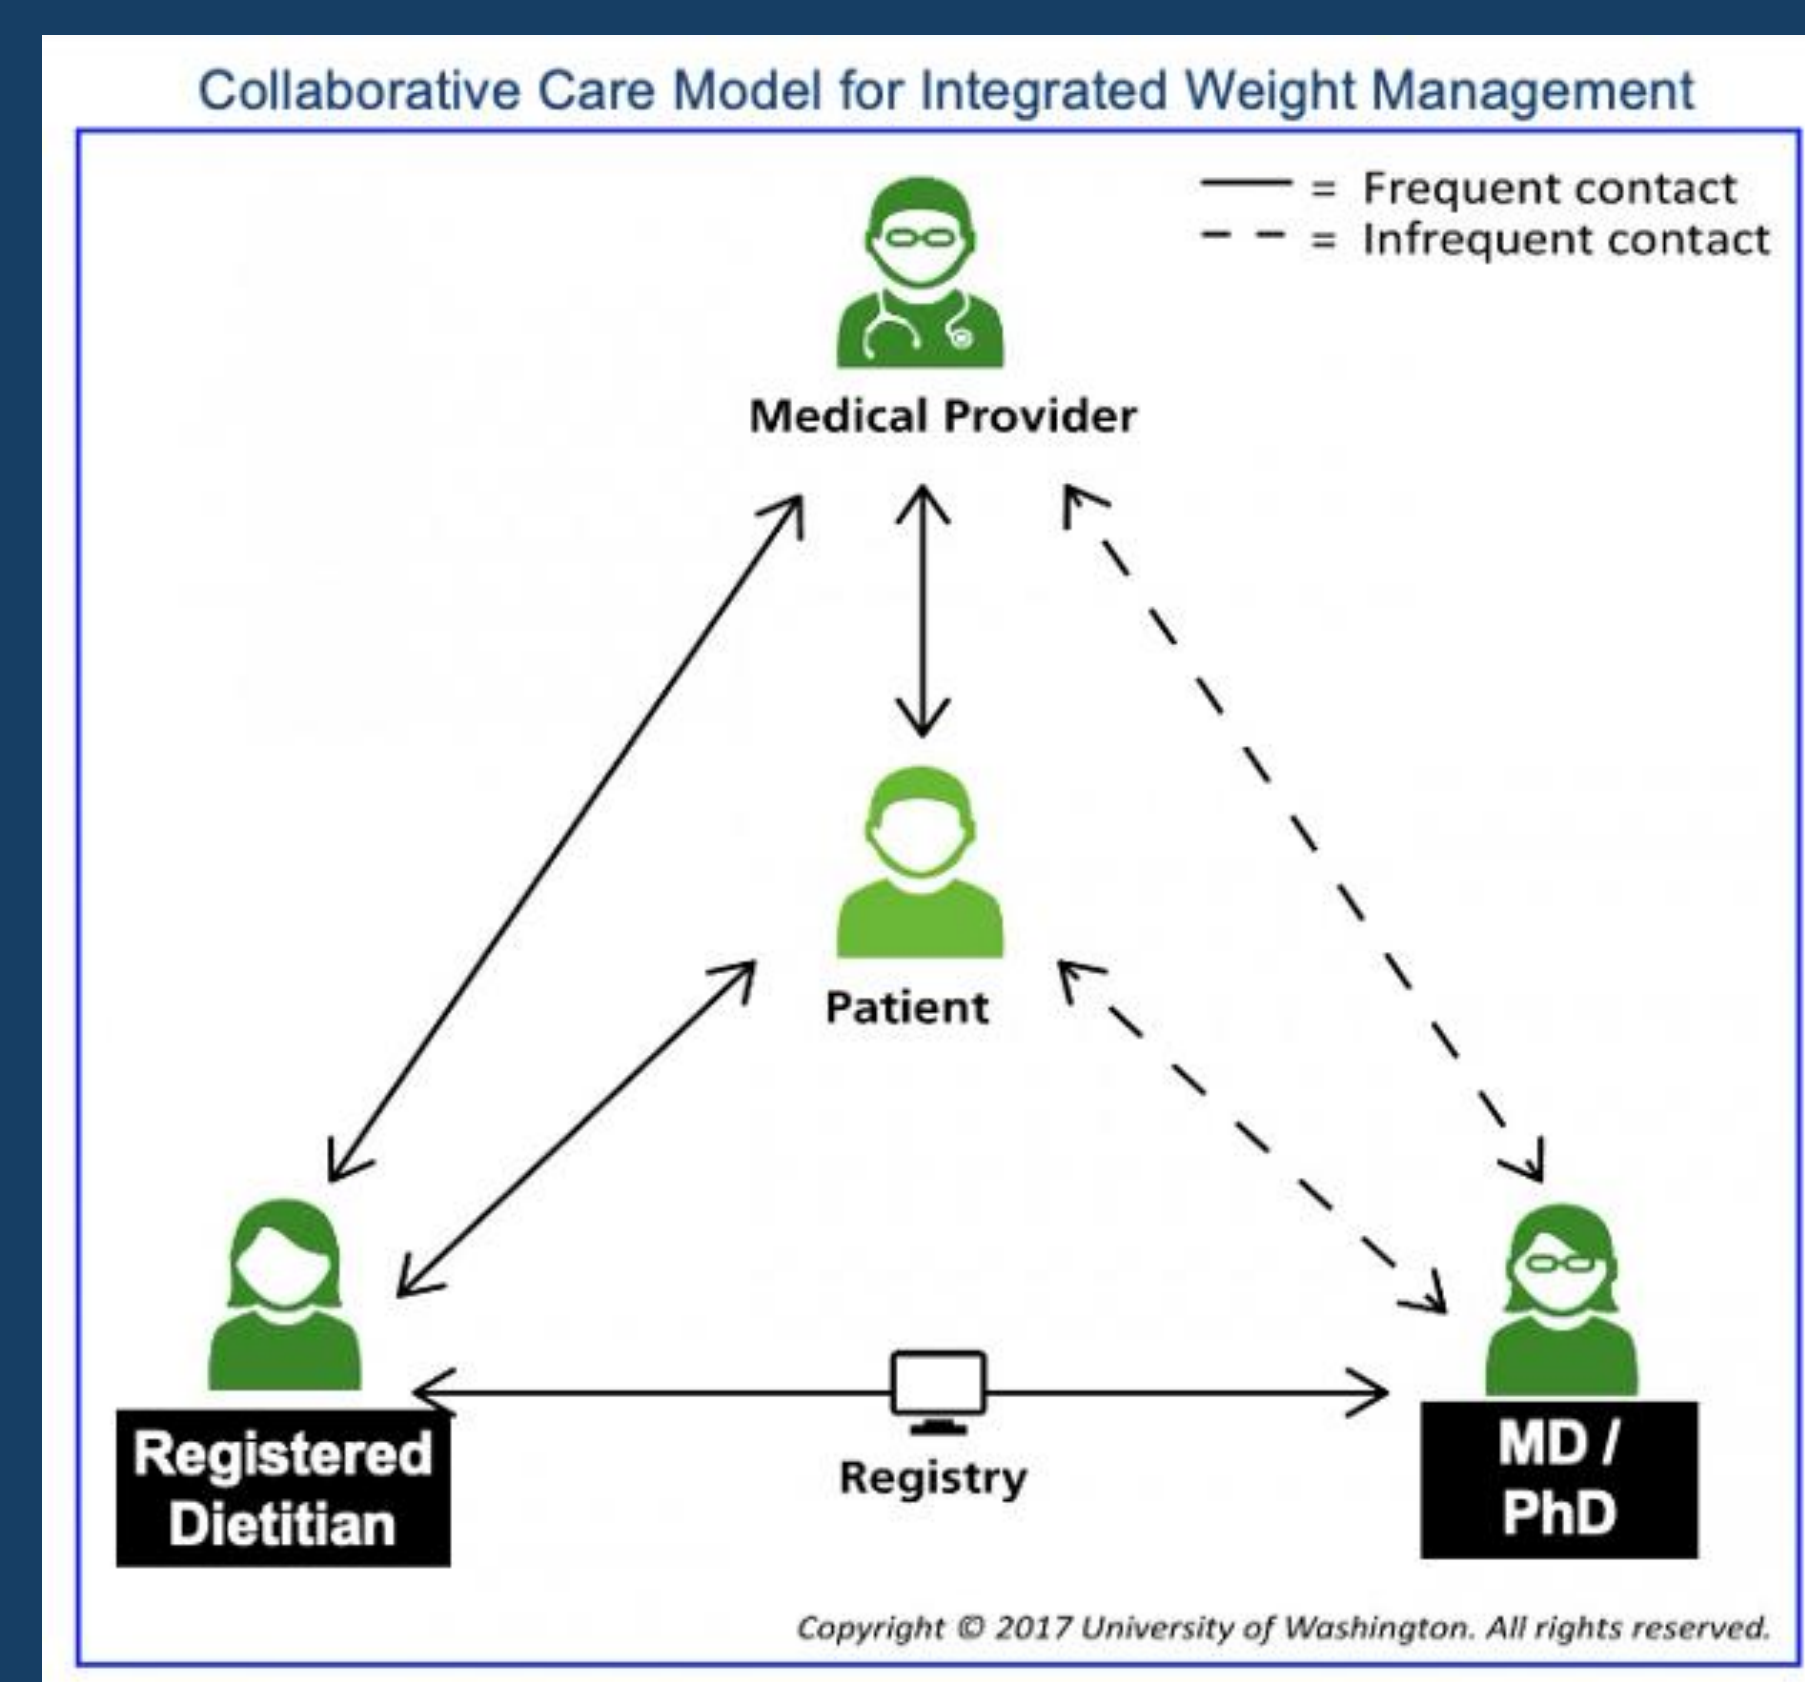 Collaborative Care Model for Integrated Weight Management
= Frequent contact
= Infrequent contact
Medical Provider
Patient
Registered
Dietitian
Registry
MD /
PhD
Copyright © 2017 University of Washington. All rights reserved.